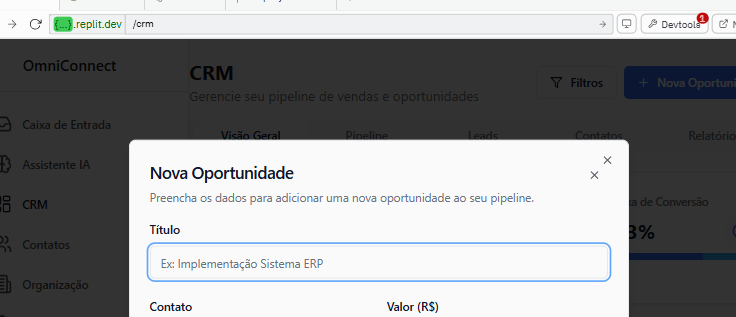 {...}.replit.dev /crm Devtools 1
OmniConnect
CRM
Gerencie seu pipeline de vendas e oportunidades
Filtros
+ Nova Oportuni
Caixa de Entrada
Assistente IA
CRM
Contatos
Organização
Visão Geral Pipeline Leads Contatos Relatório
a de Conversão
3%
Nova Oportunidade
Preencha os dados para adicionar uma nova oportunidade ao seu pipeline.
Título
Ex: Implementação Sistema ERP
Contato Valor (R$)